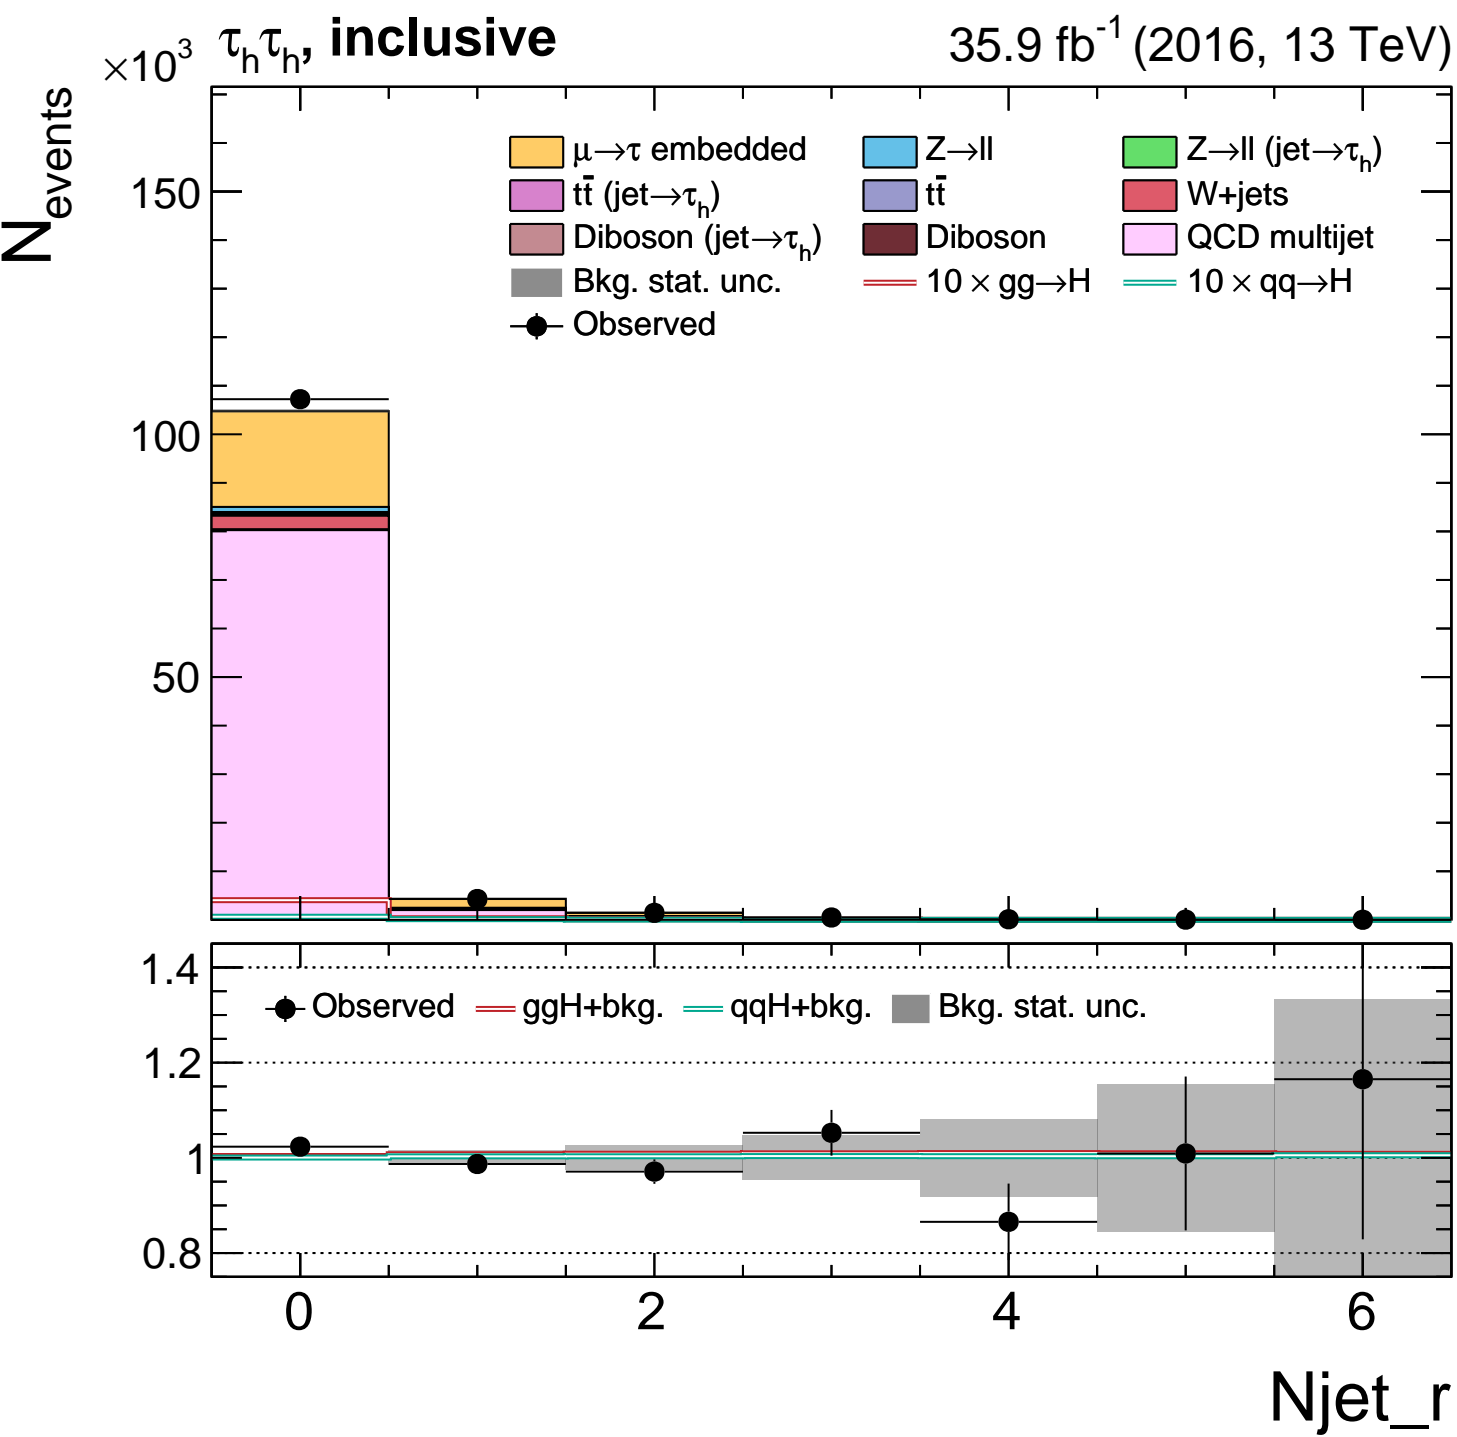 ×10³ τₕτₕ, inclusive 35.9 fb⁻¹ (2016, 13 TeV)
N_events
μ→τ embedded Z→ll Z→ll (jet→τₕ)
tt̄ (jet→τₕ) tt̄ W+jets
Diboson (jet→τₕ) Diboson QCD multijet
Bkg. stat. unc. 10 × gg→H 10 × qq→H
Observed
150
100
50
1.4
Observed ggH+bkg. qqH+bkg. Bkg. stat. unc.
1.2
1
0.8
0 2 4 6
Njet_r